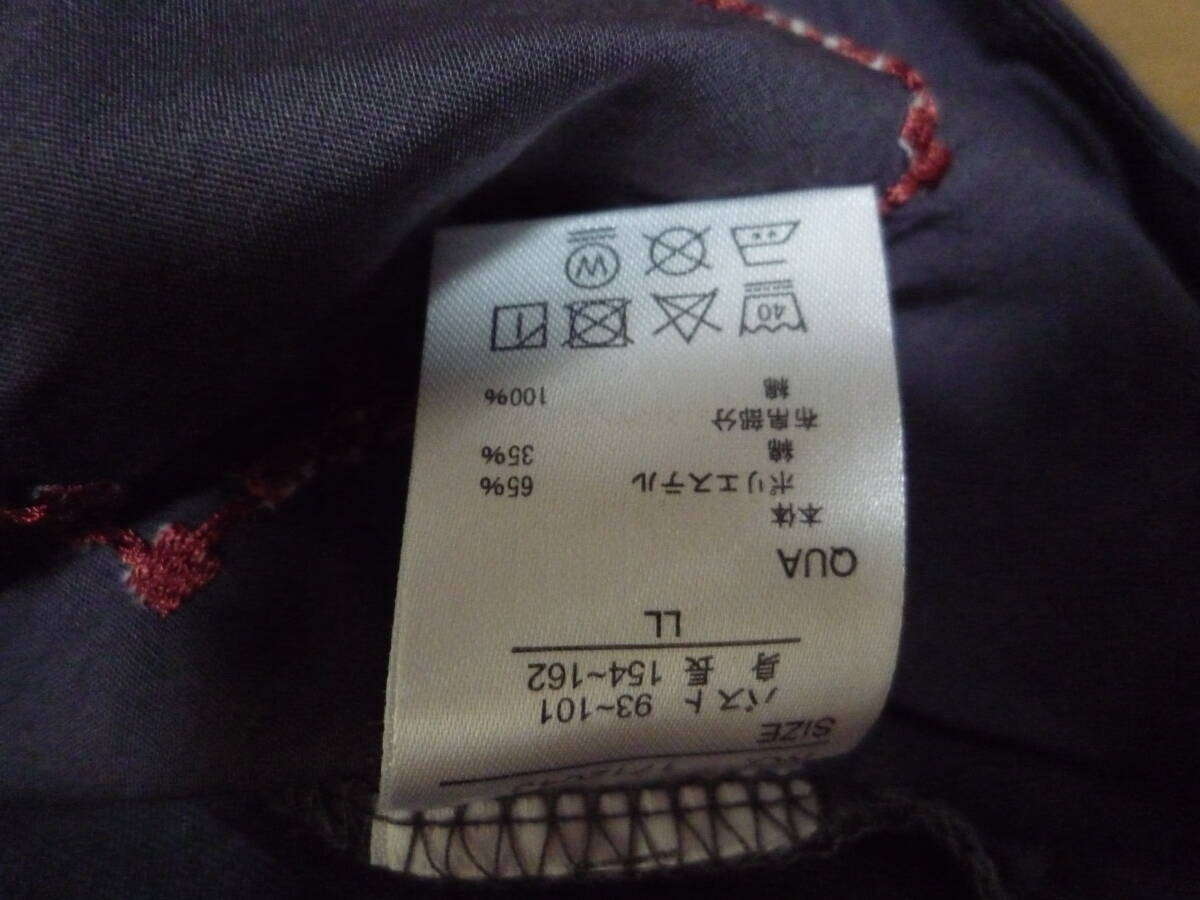 SIZE
バスト 93~101
身 長 154~162
LL
QUA
本体
ポリエステル 65%
綿 35%
布帛部分
綿 100%
40
W